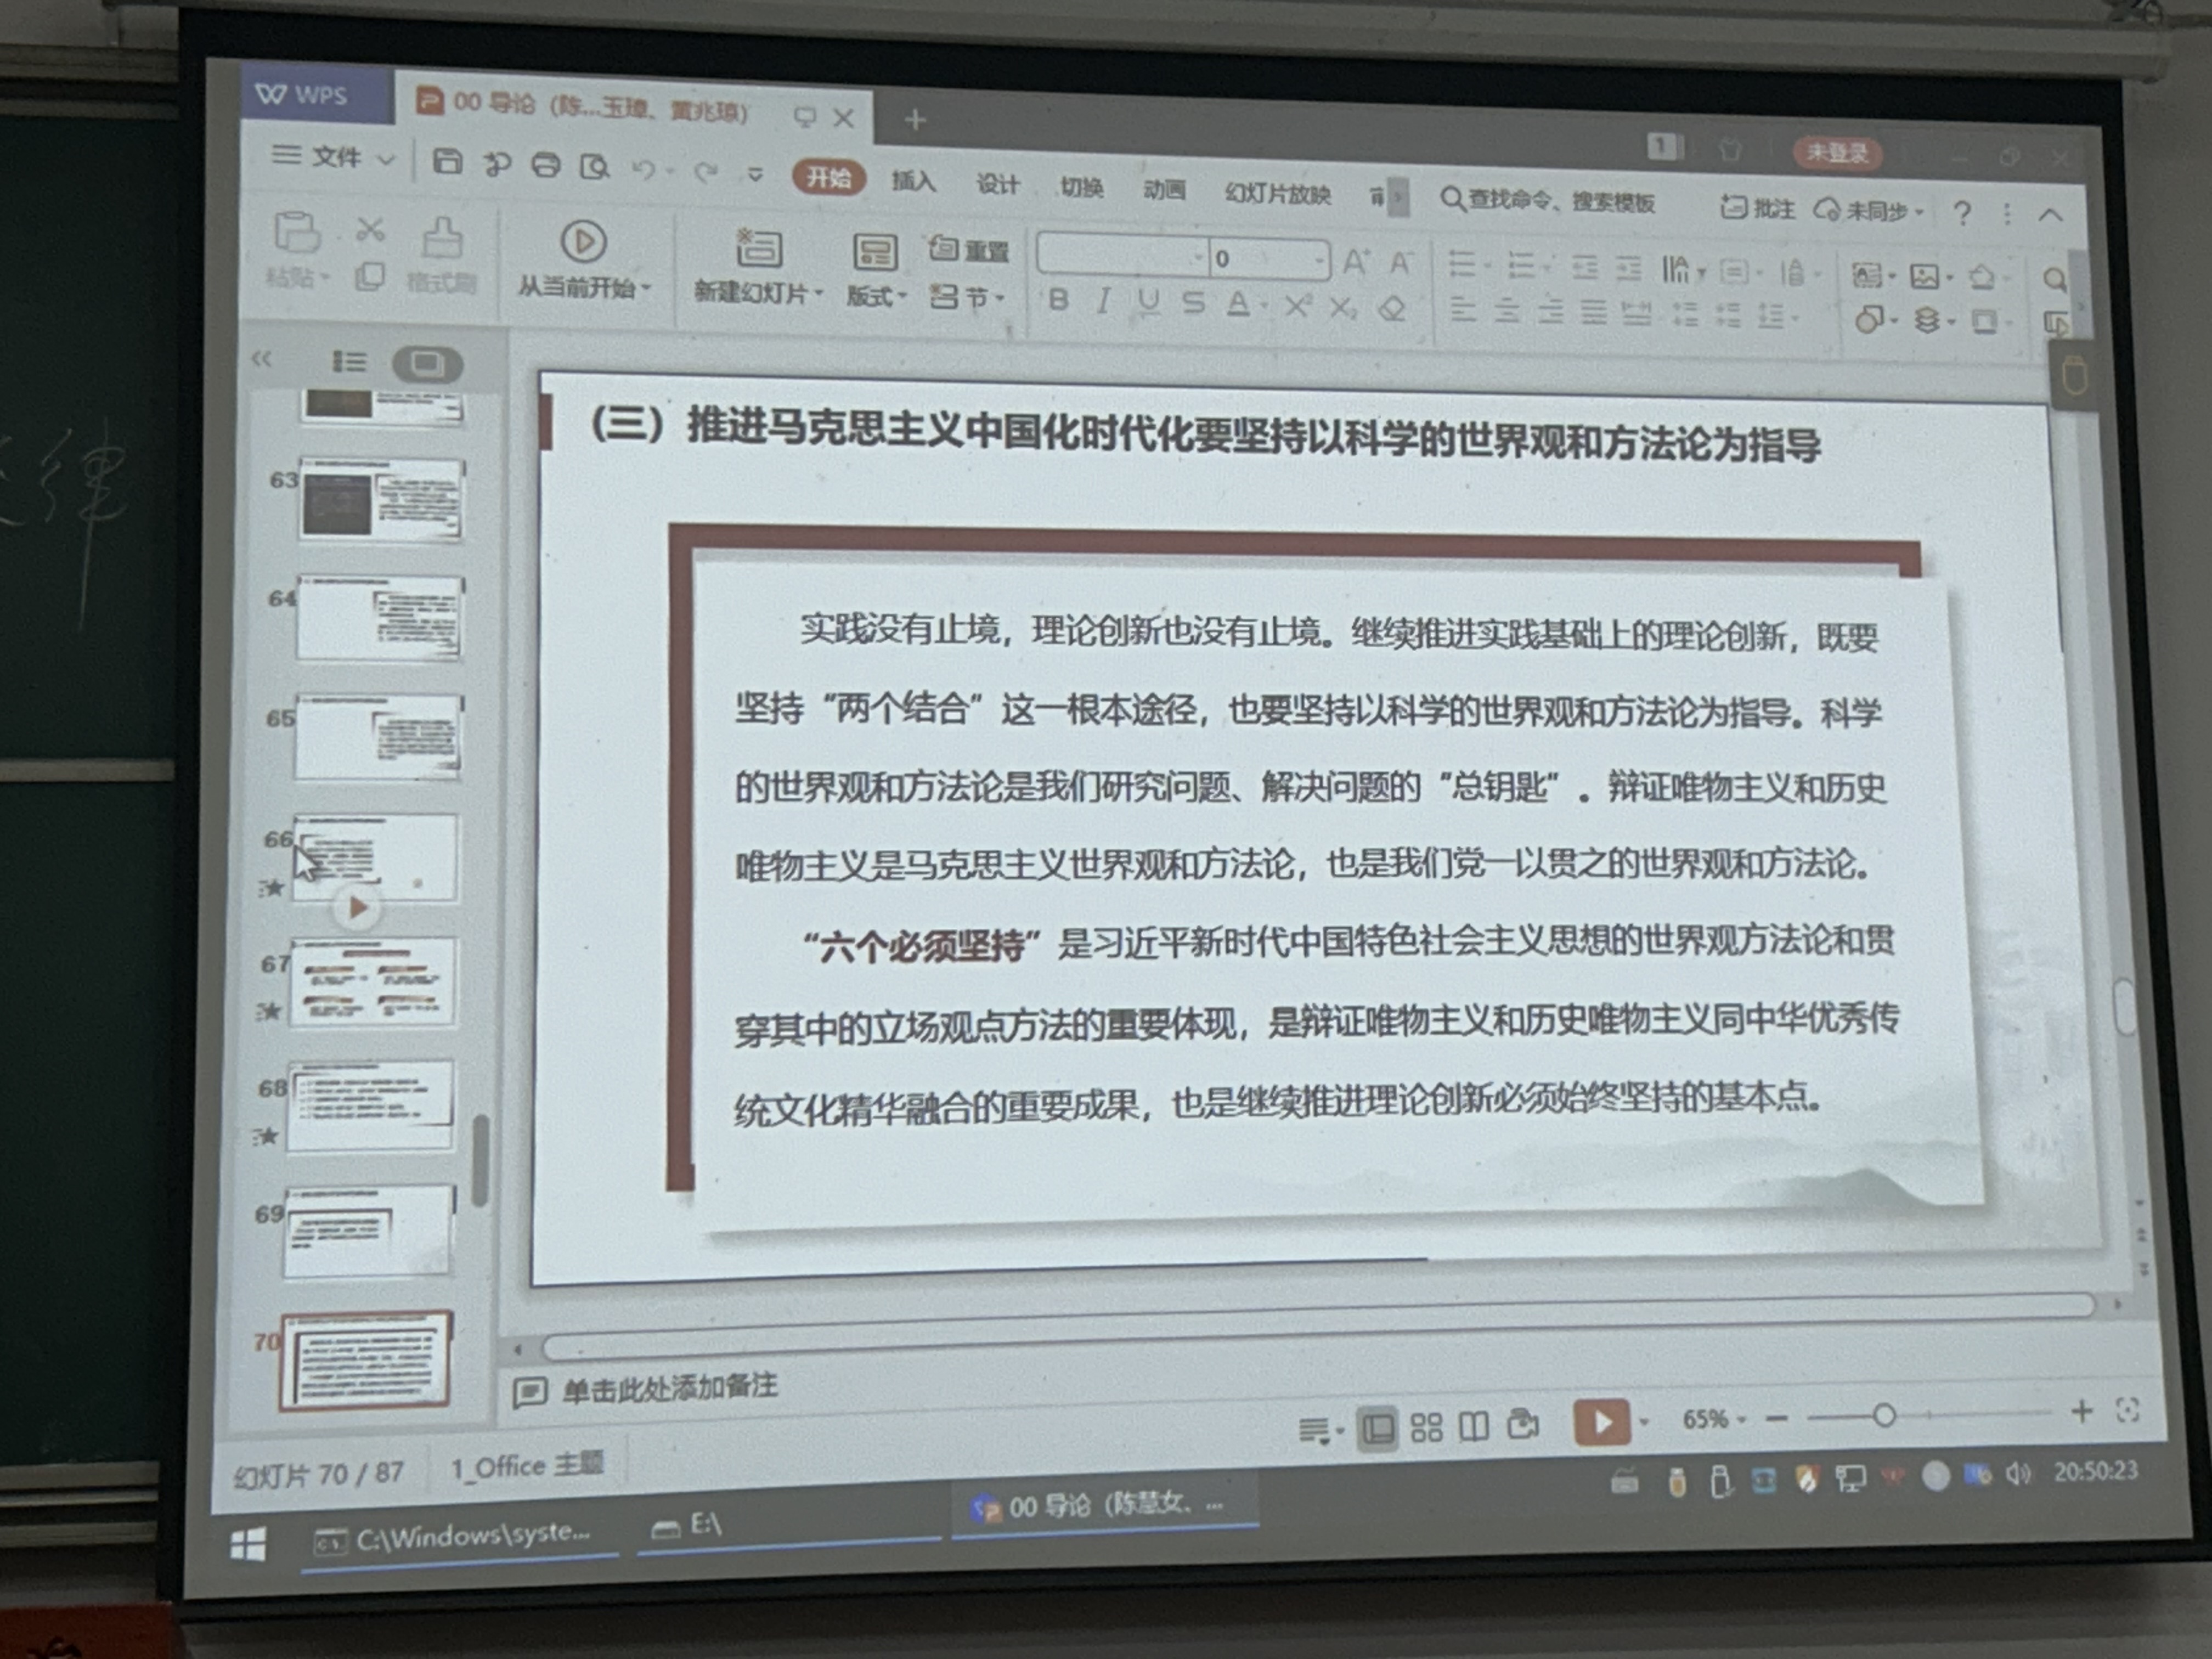 律
WPS
00 导论（陈...玉璋、黄兆琼）
1
未登录
文件
开始
插入
设计
切换
动画
幻灯片放映
查找命令、搜索模板
批注
未同步
粘贴
格式刷
从当前开始
新建幻灯片
版式
重置
节
0
B I U S A X² X₂
（三）推进马克思主义中国化时代化要坚持以科学的世界观和方法论为指导
实践没有止境，理论创新也没有止境。继续推进实践基础上的理论创新，既要
坚持“两个结合”这一根本途径，也要坚持以科学的世界观和方法论为指导。科学
的世界观和方法论是我们研究问题、解决问题的“总钥匙”。辩证唯物主义和历史
唯物主义是马克思主义世界观和方法论，也是我们党一以贯之的世界观和方法论。
“六个必须坚持”是习近平新时代中国特色社会主义思想的世界观方法论和贯
穿其中的立场观点方法的重要体现，是辩证唯物主义和历史唯物主义同中华优秀传
统文化精华融合的重要成果，也是继续推进理论创新必须始终坚持的基本点。
63
64
65
66
67
68
69
70
单击此处添加备注
幻灯片 70 / 87
1_Office 主题
65%
C:\Windows\syste...
E:\
00 导论（陈慧女、...
20:50:23